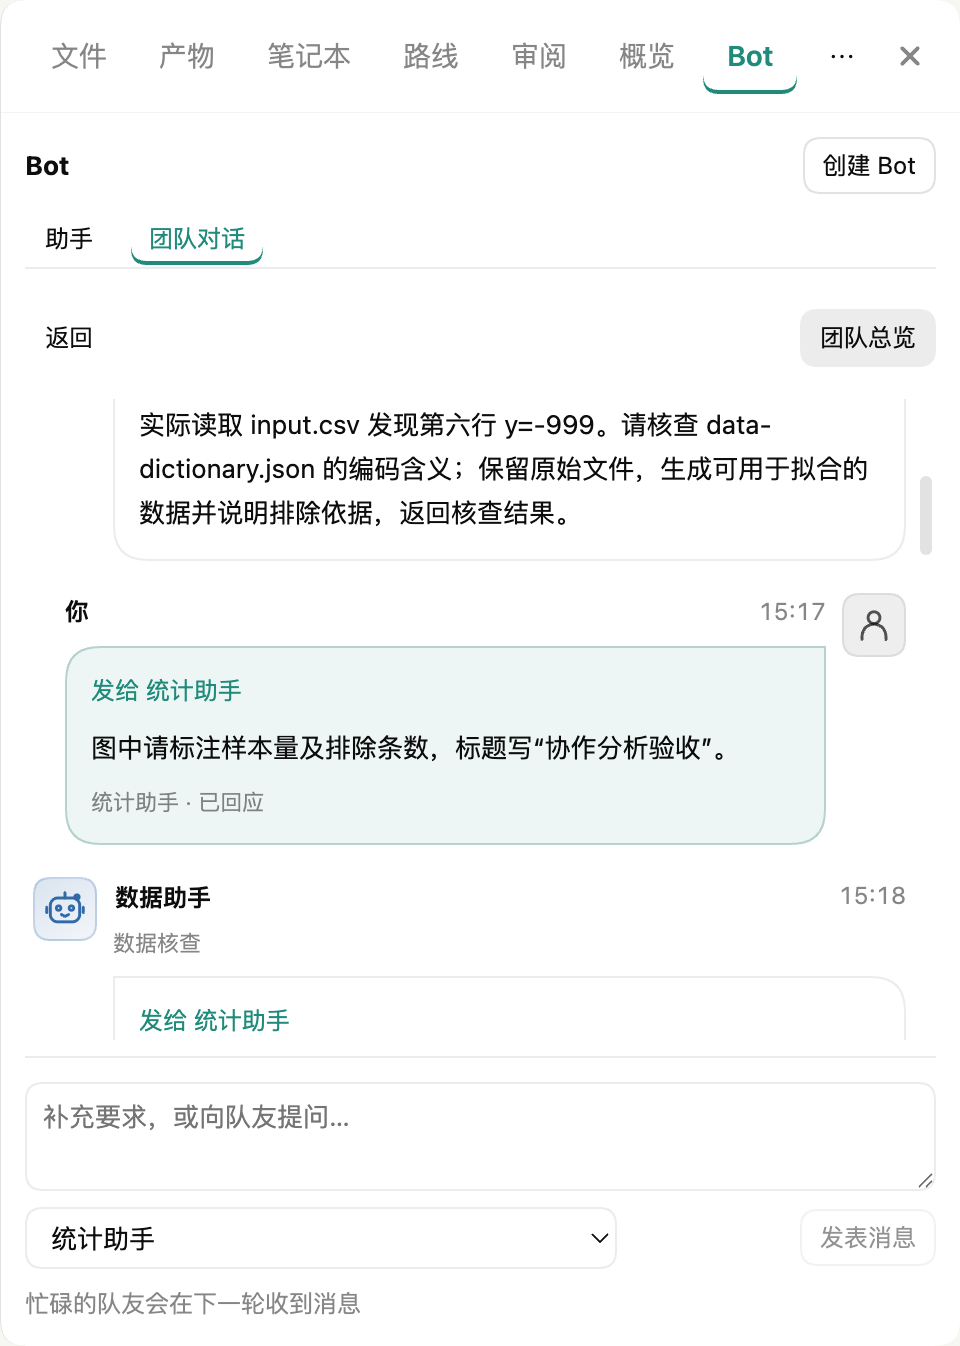 文件 产物 笔记本 路线 审阅 概览 Bot ···
Bot 创建 Bot
助手 团队对话
返回 团队总览
实际读取 input.csv 发现第六行 y=-999。请核查 data-
dictionary.json 的编码含义；保留原始文件，生成可用于拟合的
数据并说明排除依据，返回核查结果。
你 15:17
发给 统计助手
图中请标注样本量及排除条数，标题写“协作分析验收”。
统计助手 · 已回应
数据助手 15:18
数据核查
发给 统计助手
补充要求，或向队友提问...
统计助手 发表消息
忙碌的队友会在下一轮收到消息